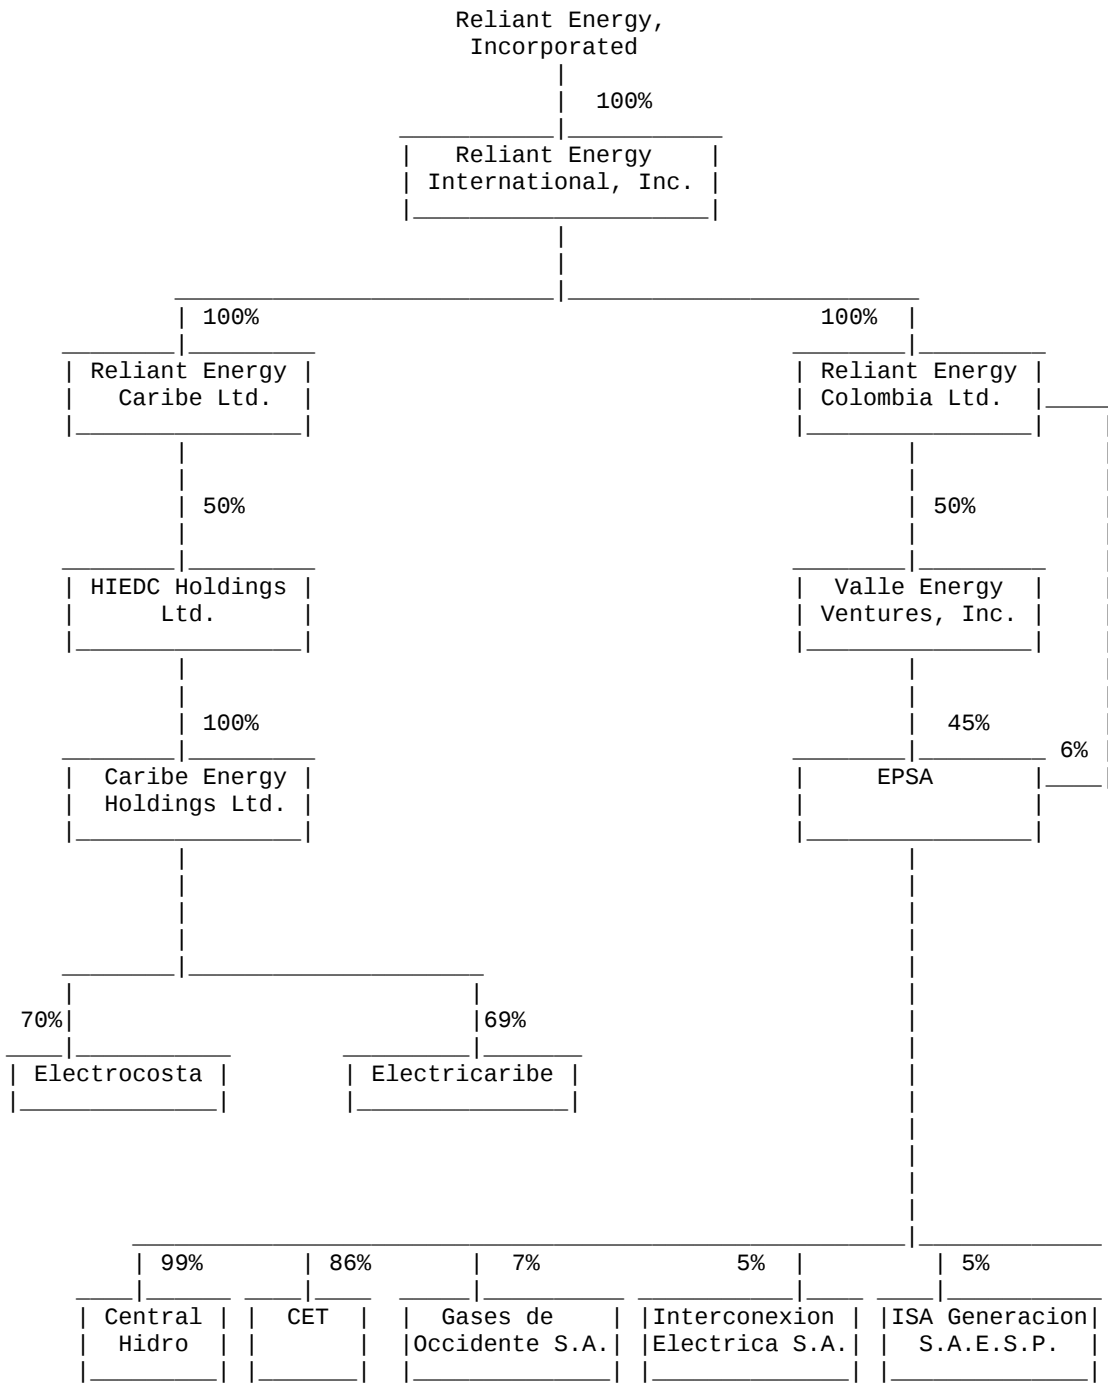 Reliant Energy,
Incorporated
100%
Reliant Energy
International, Inc.
100% 100%
Reliant Energy Reliant Energy
Caribe Ltd. Colombia Ltd.
50% 50%
HIEDC Holdings Valle Energy
Ltd. Ventures, Inc.
100% 45%
6%
Caribe Energy EPSA
Holdings Ltd.
70% 69%
Electrocosta Electricaribe
99% 86% 7% 5% 5%
Central CET Gases de Interconexion ISA Generacion
Hidro Occidente S.A. Electrica S.A. S.A.E.S.P.